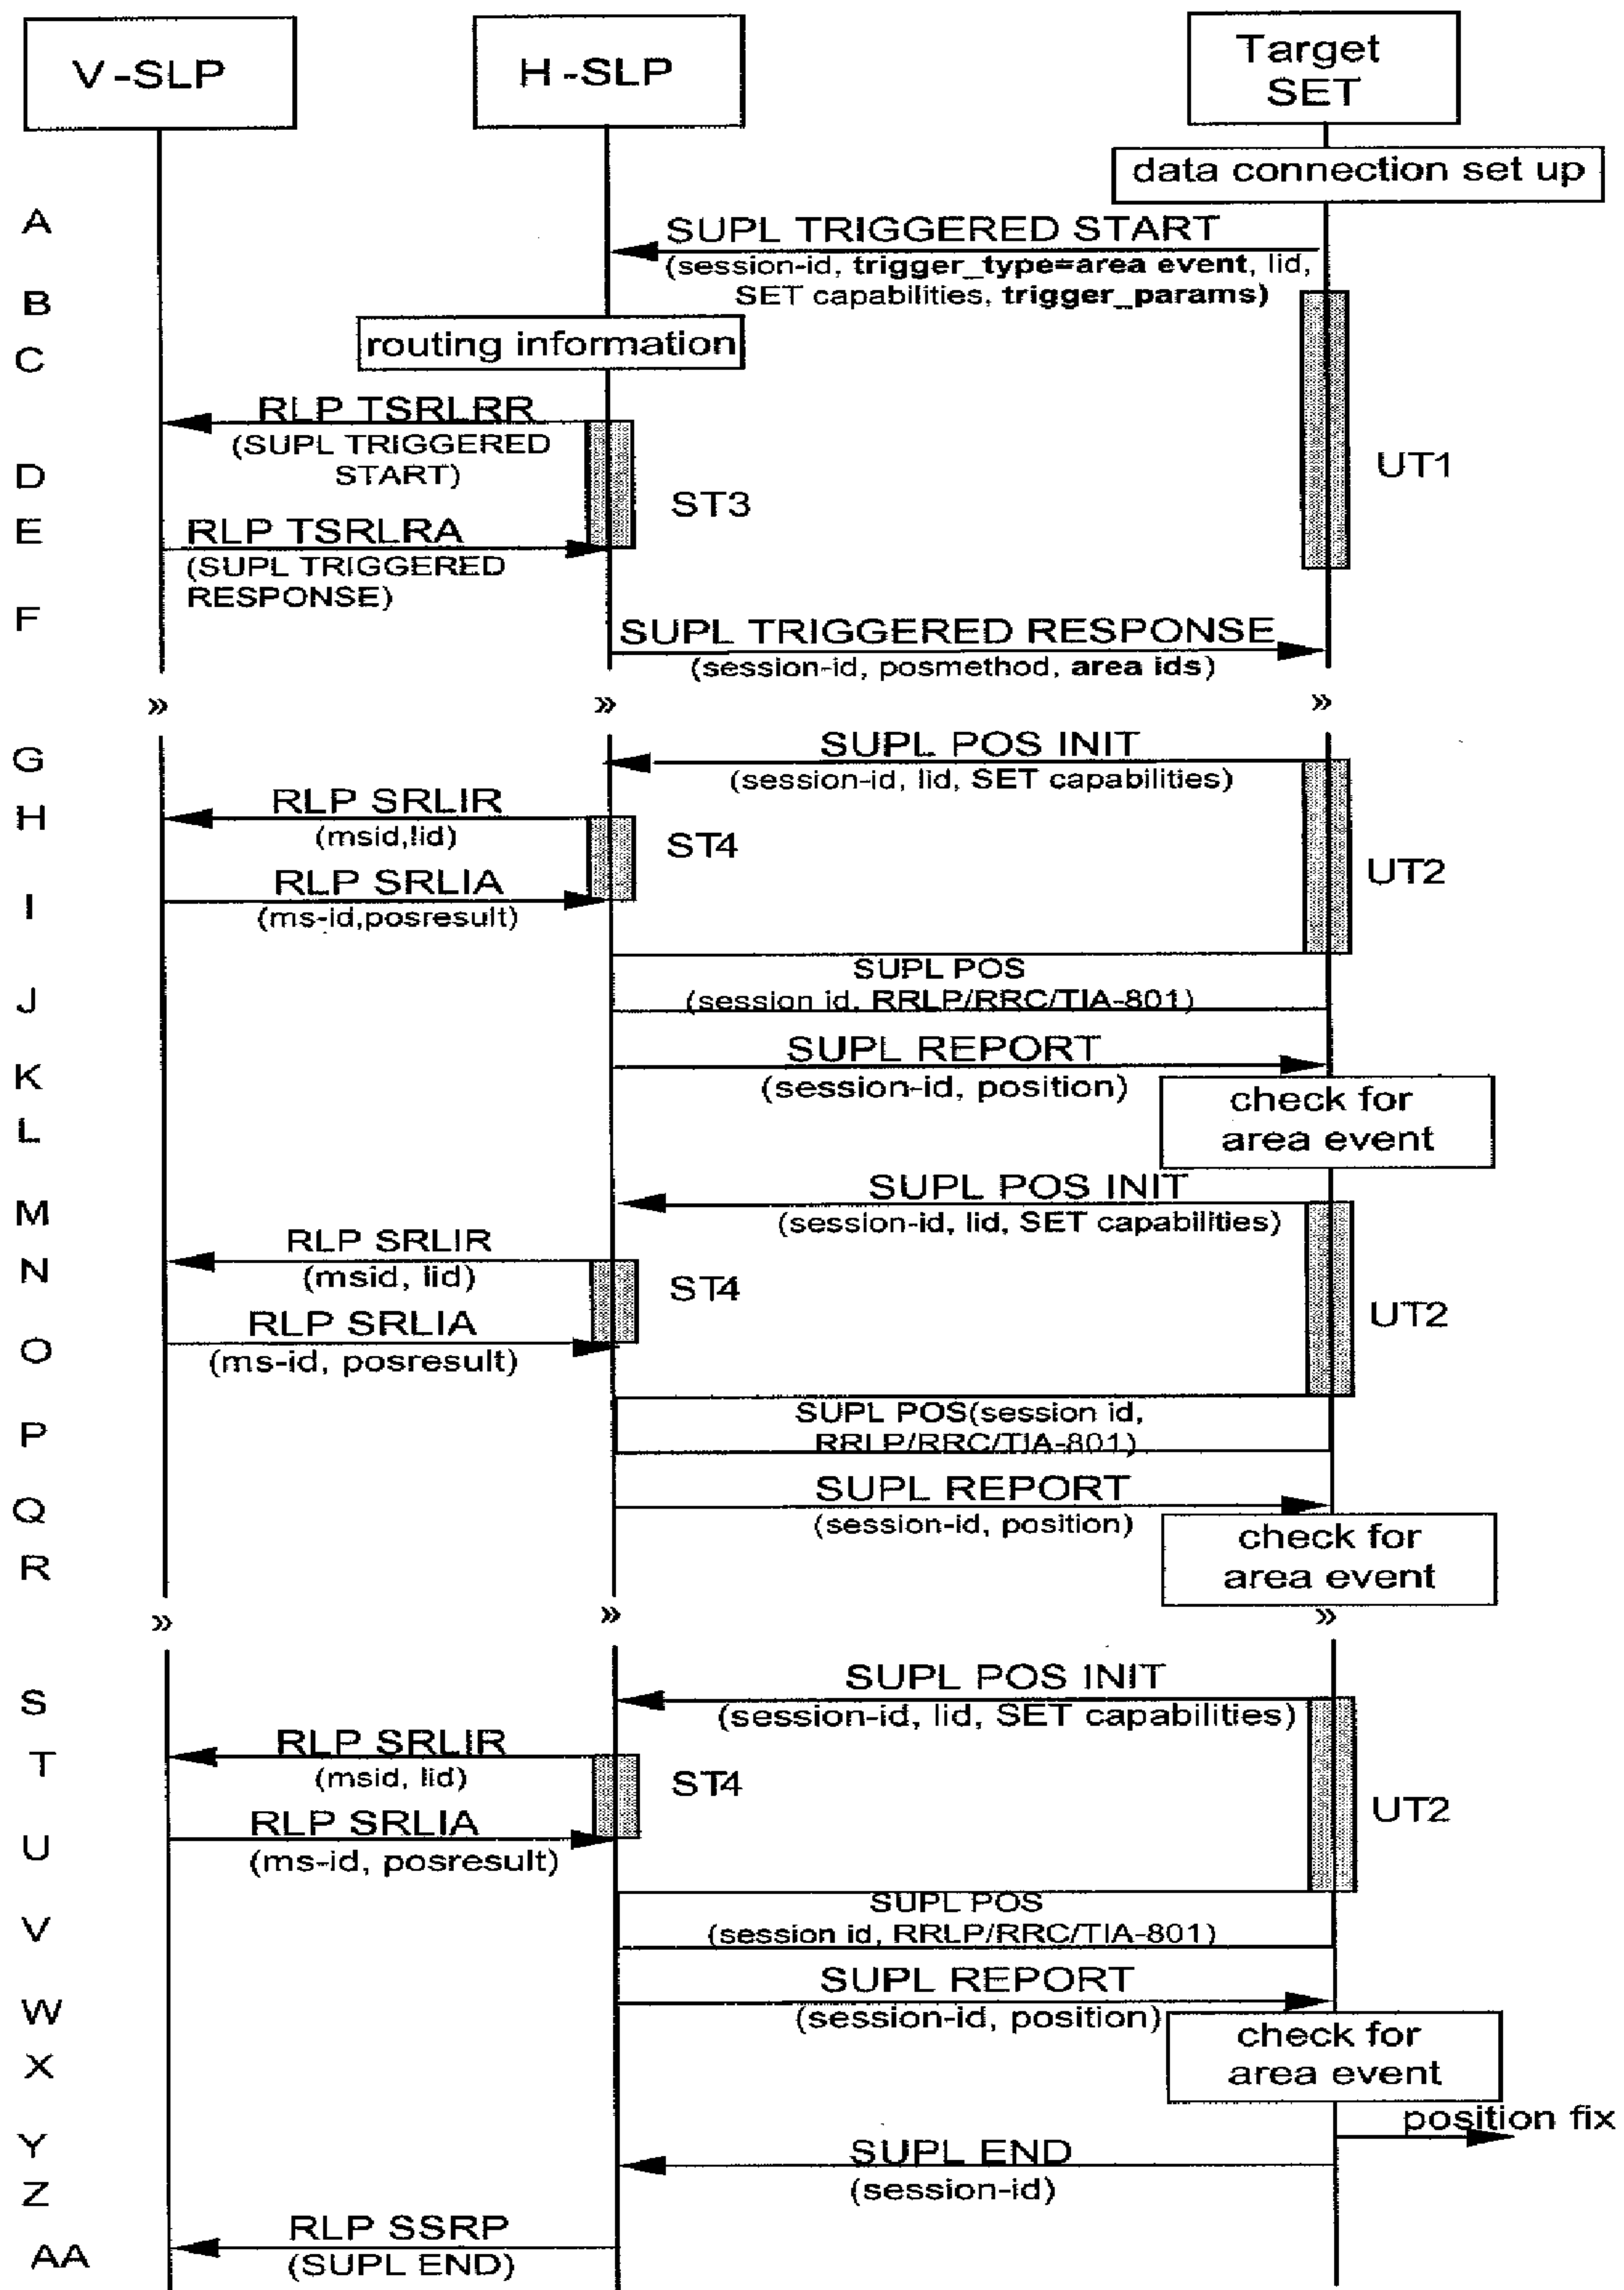 V-SLP
H-SLP
Target
SET
data connection set up
A
SUPL TRIGGERED START
(session-id, trigger_type=area event, lid,
SET capabilities, trigger_params)
B
routing information
C
RLP TSRLRR
(SUPL TRIGGERED
START)
D
UT1
ST3
E
RLP TSRLRA
(SUPL TRIGGERED
RESPONSE)
F
SUPL TRIGGERED RESPONSE
(session-id, posmethod, area ids)
» » »
G
SUPL POS INIT
(session-id, lid, SET capabilities)
H
RLP SRLIR
(msid,lid)
ST4
UT2
RLP SRLIA
I
(ms-id,posresult)
SUPL POS
J
(session id, RRLP/RRC/TIA-801)
SUPL REPORT
K
(session-id, position)
check for
area event
L
SUPL POS INIT
M
(session-id, lid, SET capabilities)
RLP SRLIR
N
(msid, lid)
ST4
UT2
RLP SRLIA
O
(ms-id, posresult)
SUPL POS(session id,
RRLP/RRC/TIA-801)
P
SUPL REPORT
Q
(session-id, position)
check for
area event
R
» » »
SUPL POS INIT
S
(session-id, lid, SET capabilities)
RLP SRLIR
T
(msid, lid)
ST4
UT2
RLP SRLIA
U
(ms-id, posresult)
SUPL POS
V
(session id, RRLP/RRC/TIA-801)
SUPL REPORT
W
(session-id, position)
check for
area event
X
position fix
Y
SUPL END
(session-id)
Z
RLP SSRP
AA
(SUPL END)